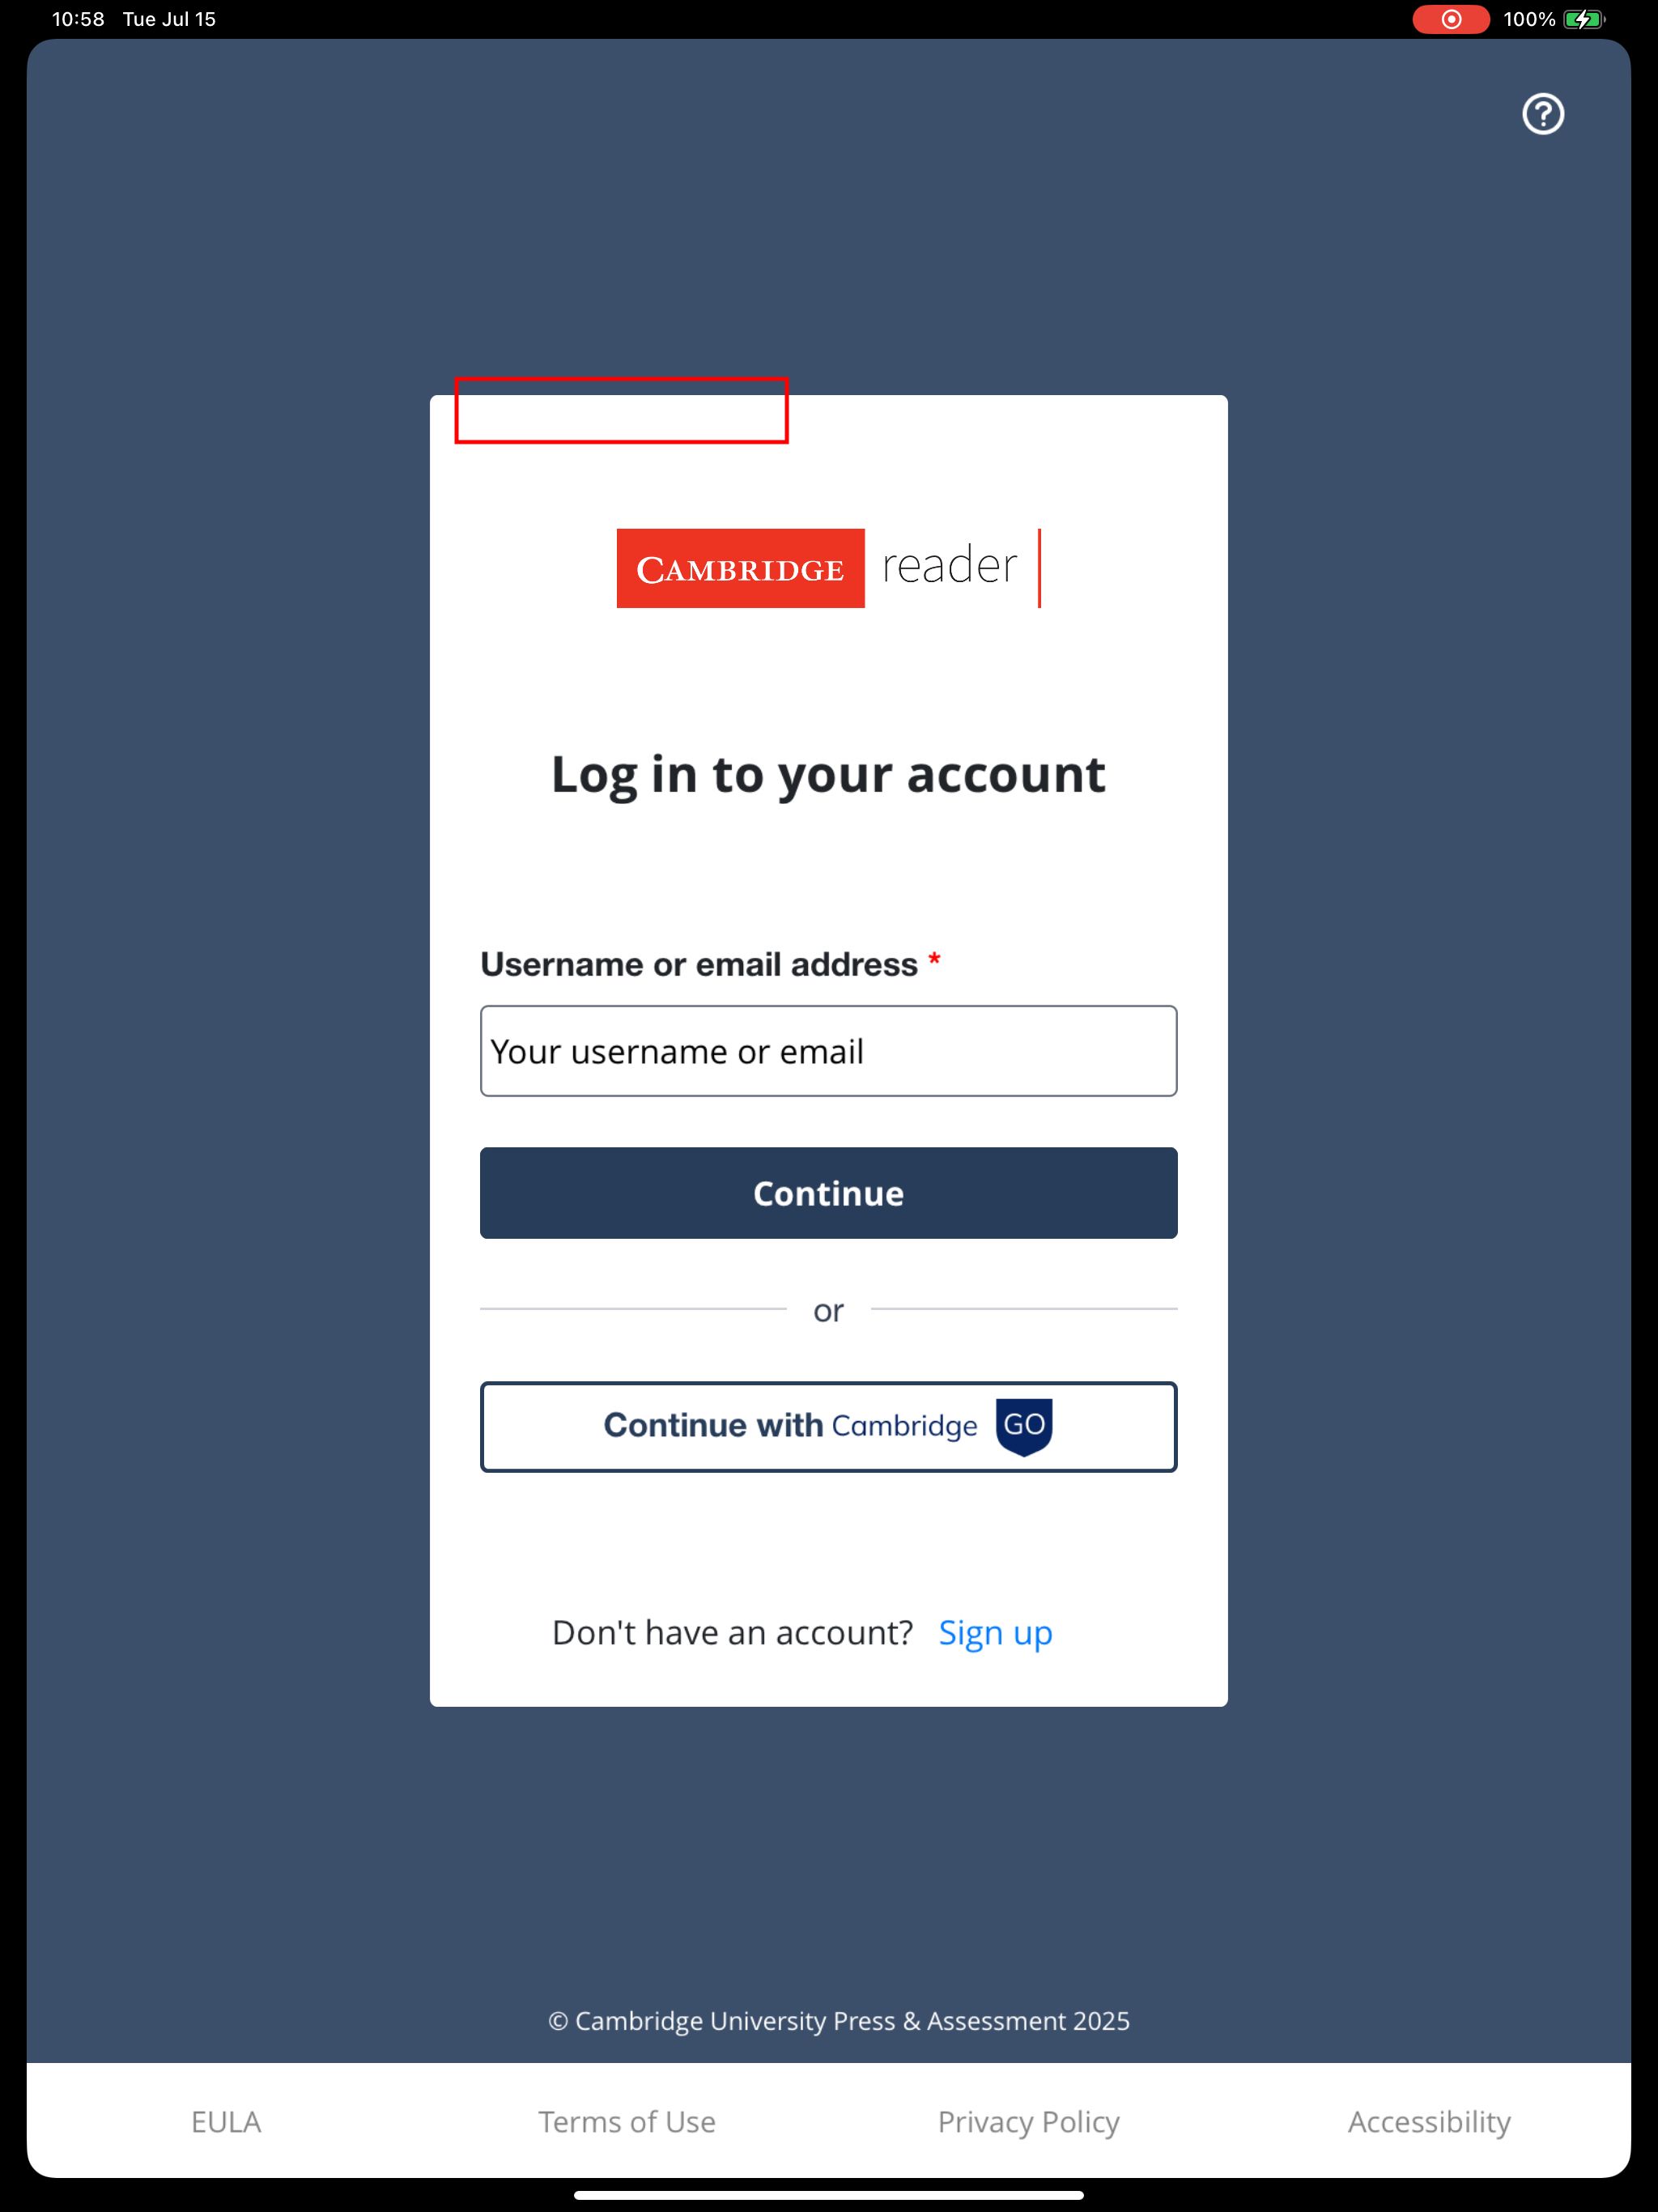 10:58 Tue Jul 15 100%
?
CAMBRIDGE reader
Log in to your account
Username or email address *
Your username or email
Continue
or
Continue with Cambridge GO
Don't have an account? Sign up
© Cambridge University Press & Assessment 2025
EULA Terms of Use Privacy Policy Accessibility